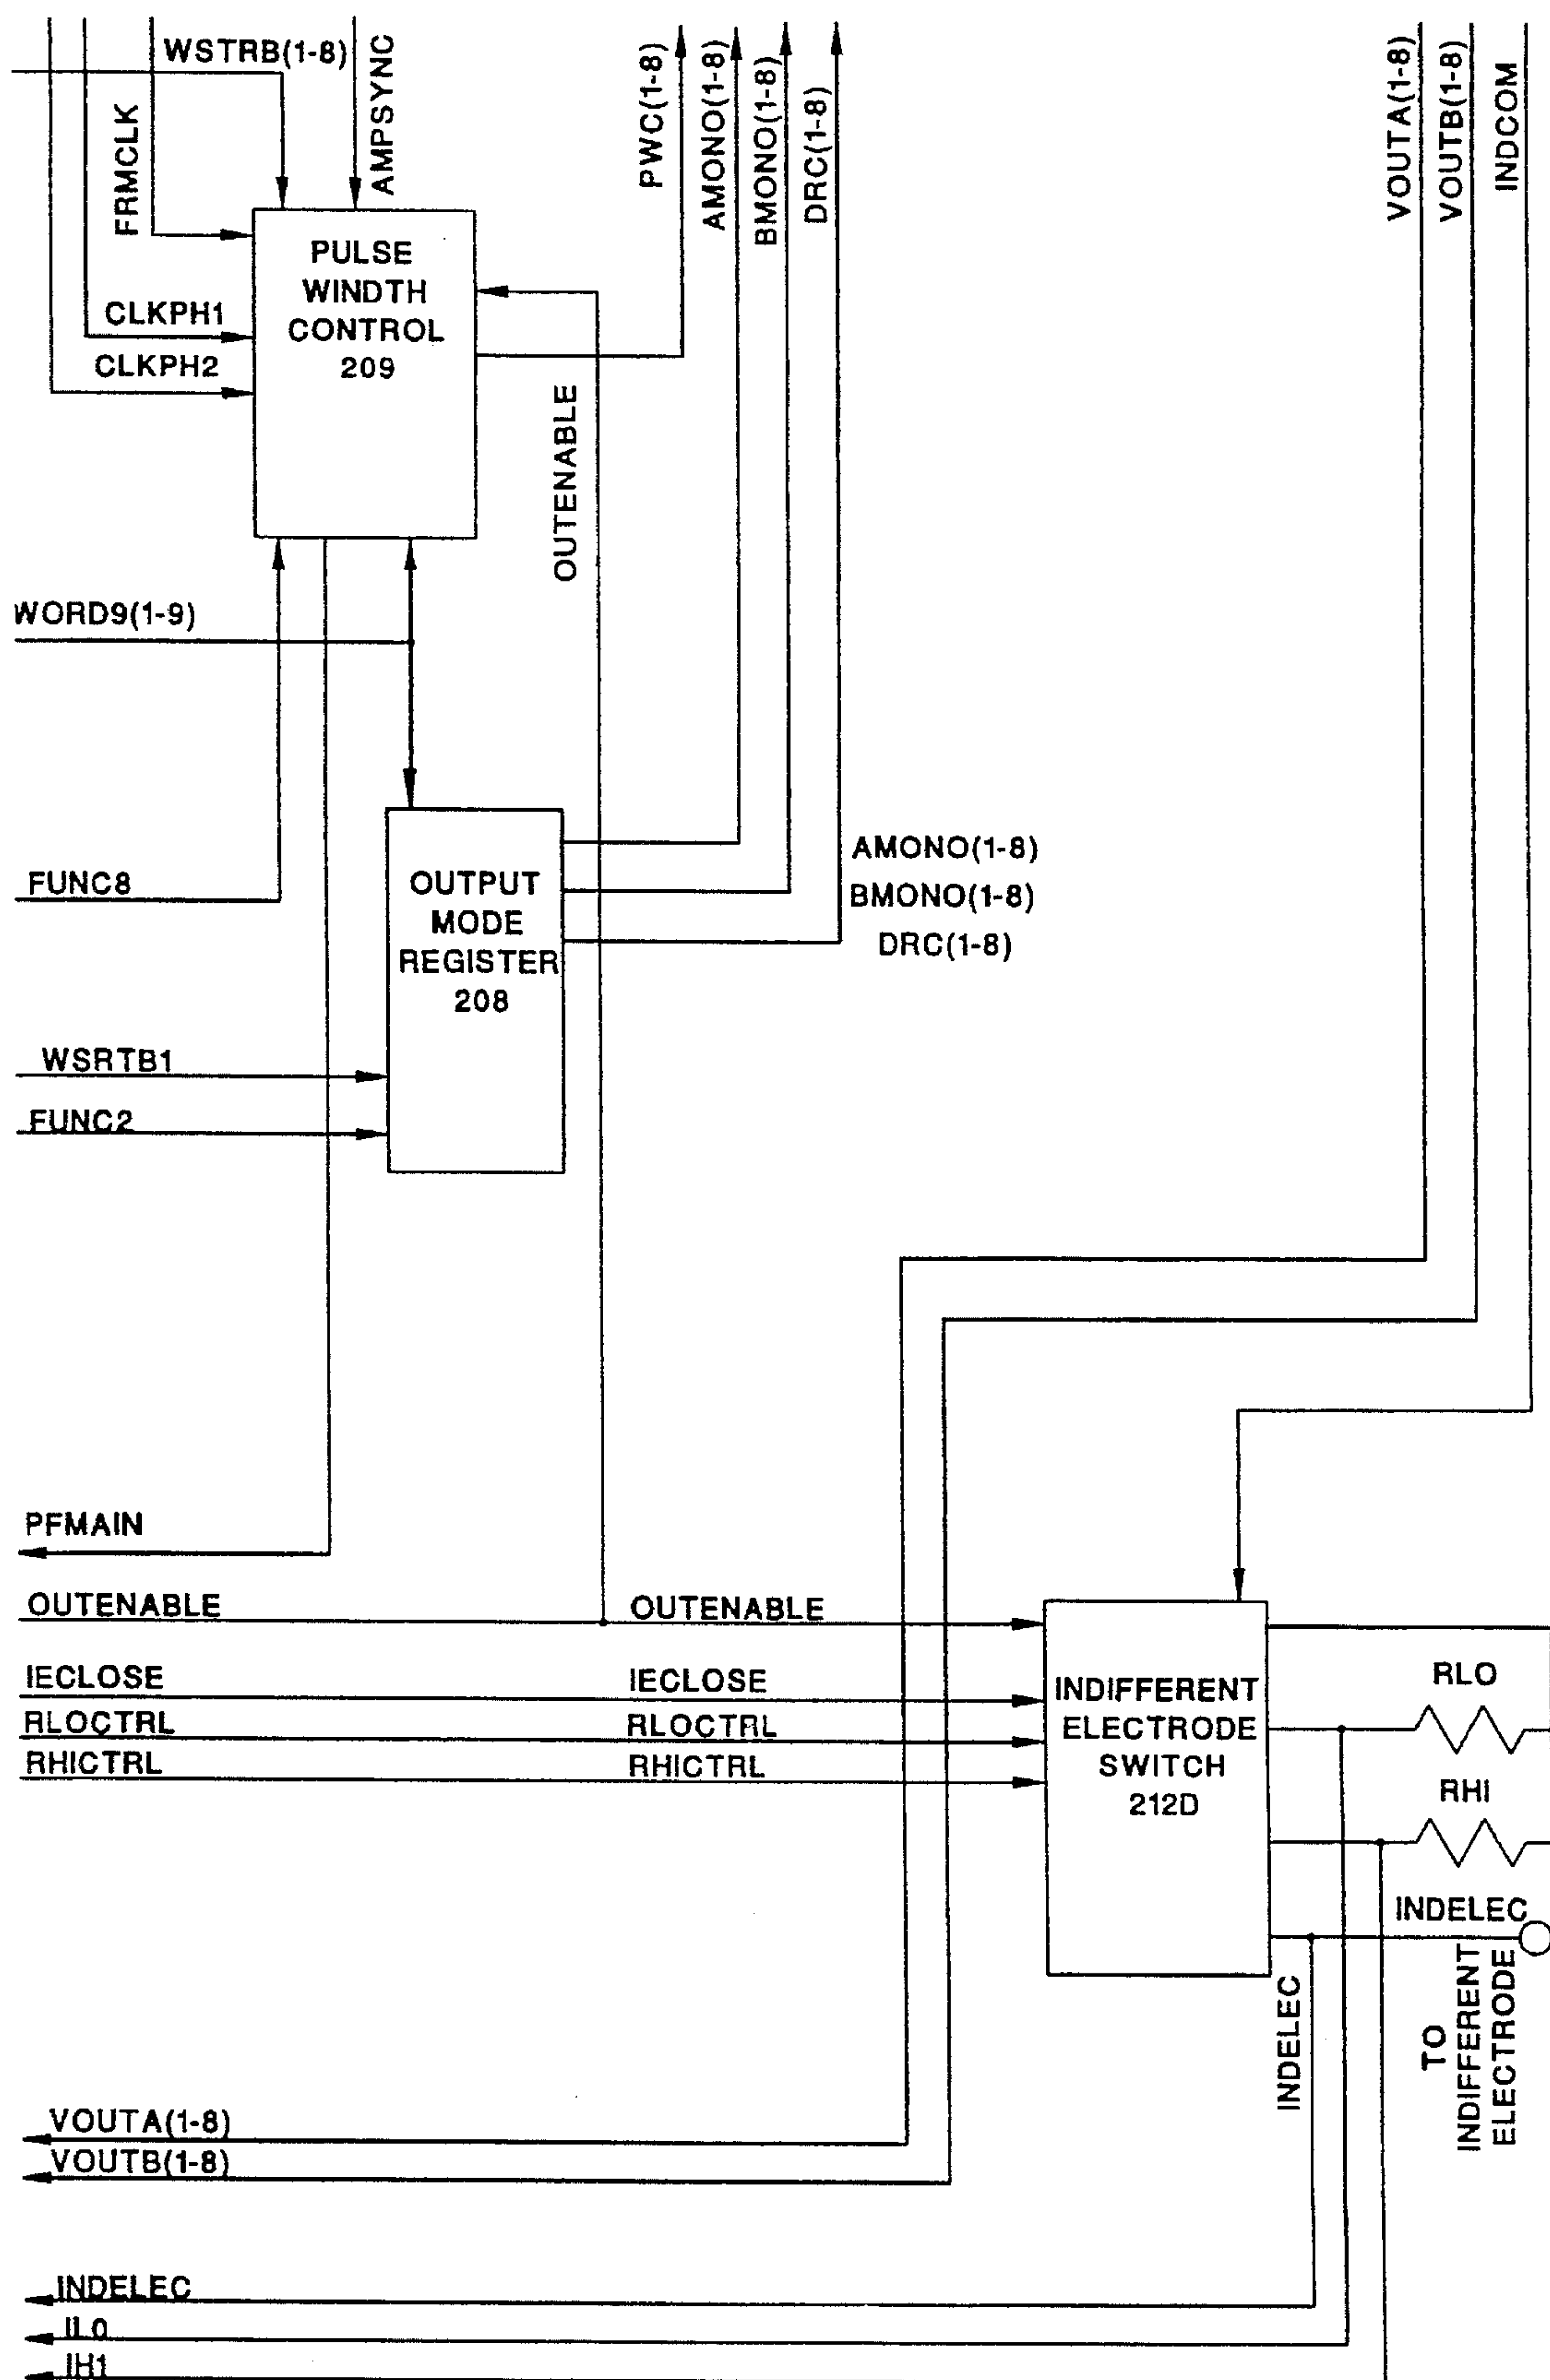 WSTRB(1-8)
AMPSYNC
FRMCLK
PWC(1-8)
AMONO(1-8)
BMONO(1-8)
DRC(1-8)
VOUTA(1-8)
VOUTB(1-8)
INDCOM
PULSE
WINDTH
CONTROL
209
CLKPH1
CLKPH2
OUTENABLE
WORD9(1-9)
FUNC8
OUTPUT
MODE
REGISTER
208
AMONO(1-8)
BMONO(1-8)
DRC(1-8)
WSRTB1
FUNC2
PFMAIN
OUTENABLE
OUTENABLE
IECLOSE
IECLOSE
RLOCTRL
RLOCTRL
RHICTRL
RHICTRL
INDIFFERENT
ELECTRODE
SWITCH
212D
RLO
RHI
INDELEC
INDELEC
TO
INDIFFERENT
ELECTRODE
VOUTA(1-8)
VOUTB(1-8)
INDELEC
IL0
IH1